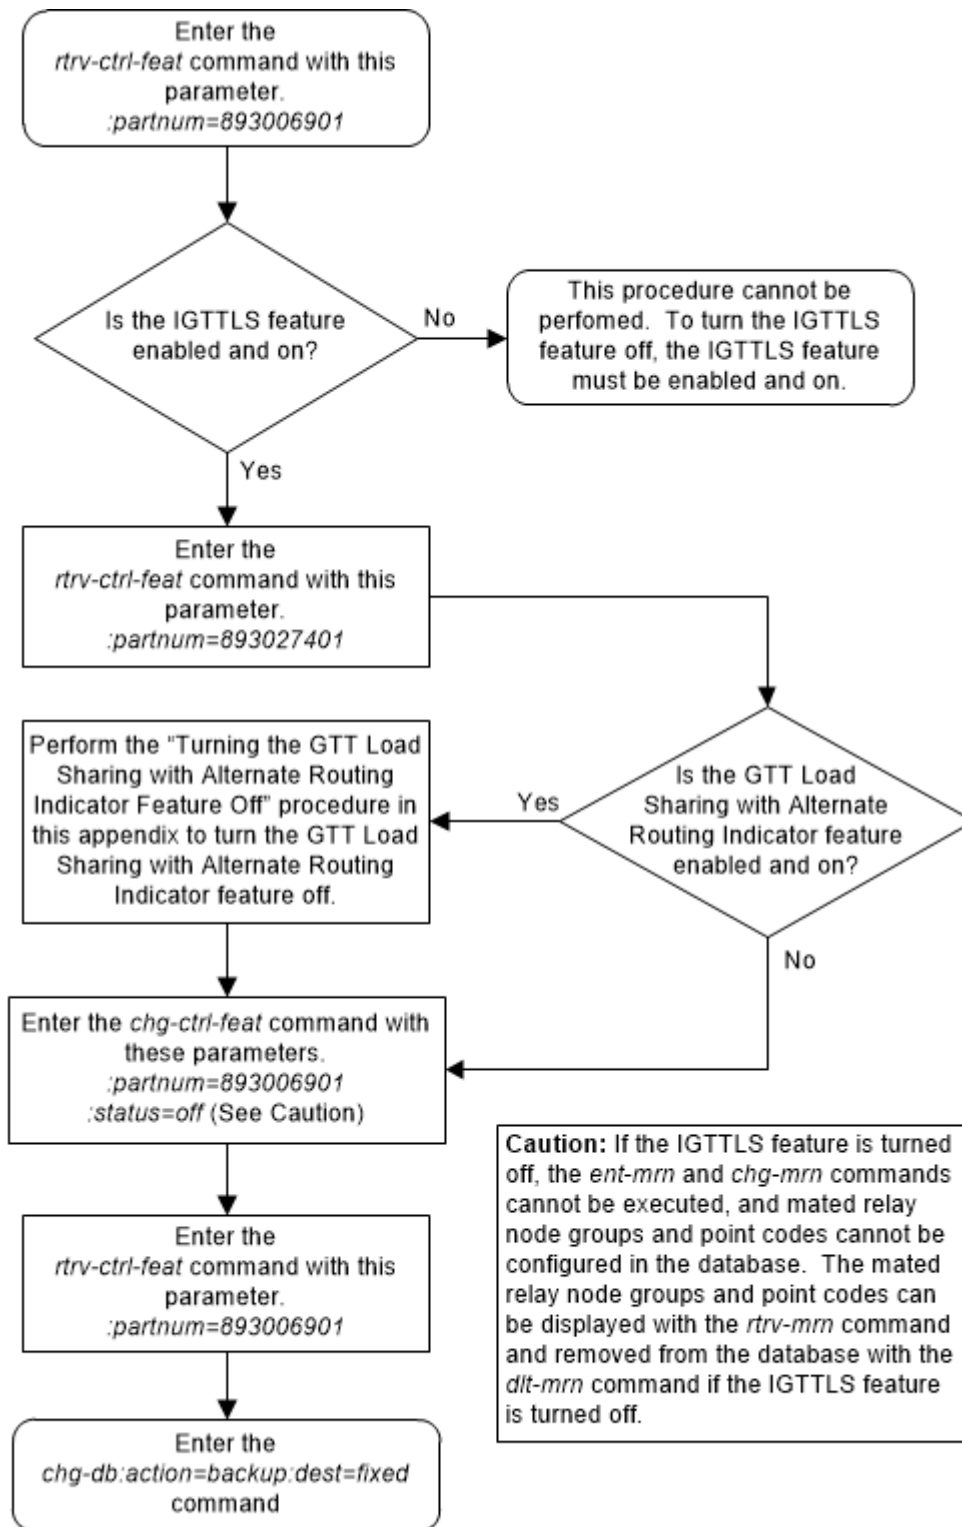 Enter the
rtrv-ctrl-feat command with this
parameter.
:partnum=893006901
Is the IGTTLS feature
enabled and on?
No
This procedure cannot be
perfomed. To turn the IGTTLS
feature off, the IGTTLS feature
must be enabled and on.
Yes
Enter the
rtrv-ctrl-feat command with this
parameter.
:partnum=893027401
Is the GTT Load
Sharing with Alternate
Routing Indicator feature
enabled and on?
Yes
Perform the “Turning the GTT Load
Sharing with Alternate Routing
Indicator Feature Off” procedure in
this appendix to turn the GTT Load
Sharing with Alternate Routing
Indicator feature off.
No
Enter the chg-ctrl-feat command with
these parameters.
:partnum=893006901
:status=off (See Caution)
Caution: If the IGTTLS feature is turned
off, the ent-mrn and chg-mrn commands
cannot be executed, and mated relay
node groups and point codes cannot be
configured in the database. The mated
relay node groups and point codes can
be displayed with the rtrv-mrn command
and removed from the database with the
dlt-mrn command if the IGTTLS feature
is turned off.
Enter the
rtrv-ctrl-feat command with this
parameter.
:partnum=893006901
Enter the
chg-db:action=backup:dest=fixed
command